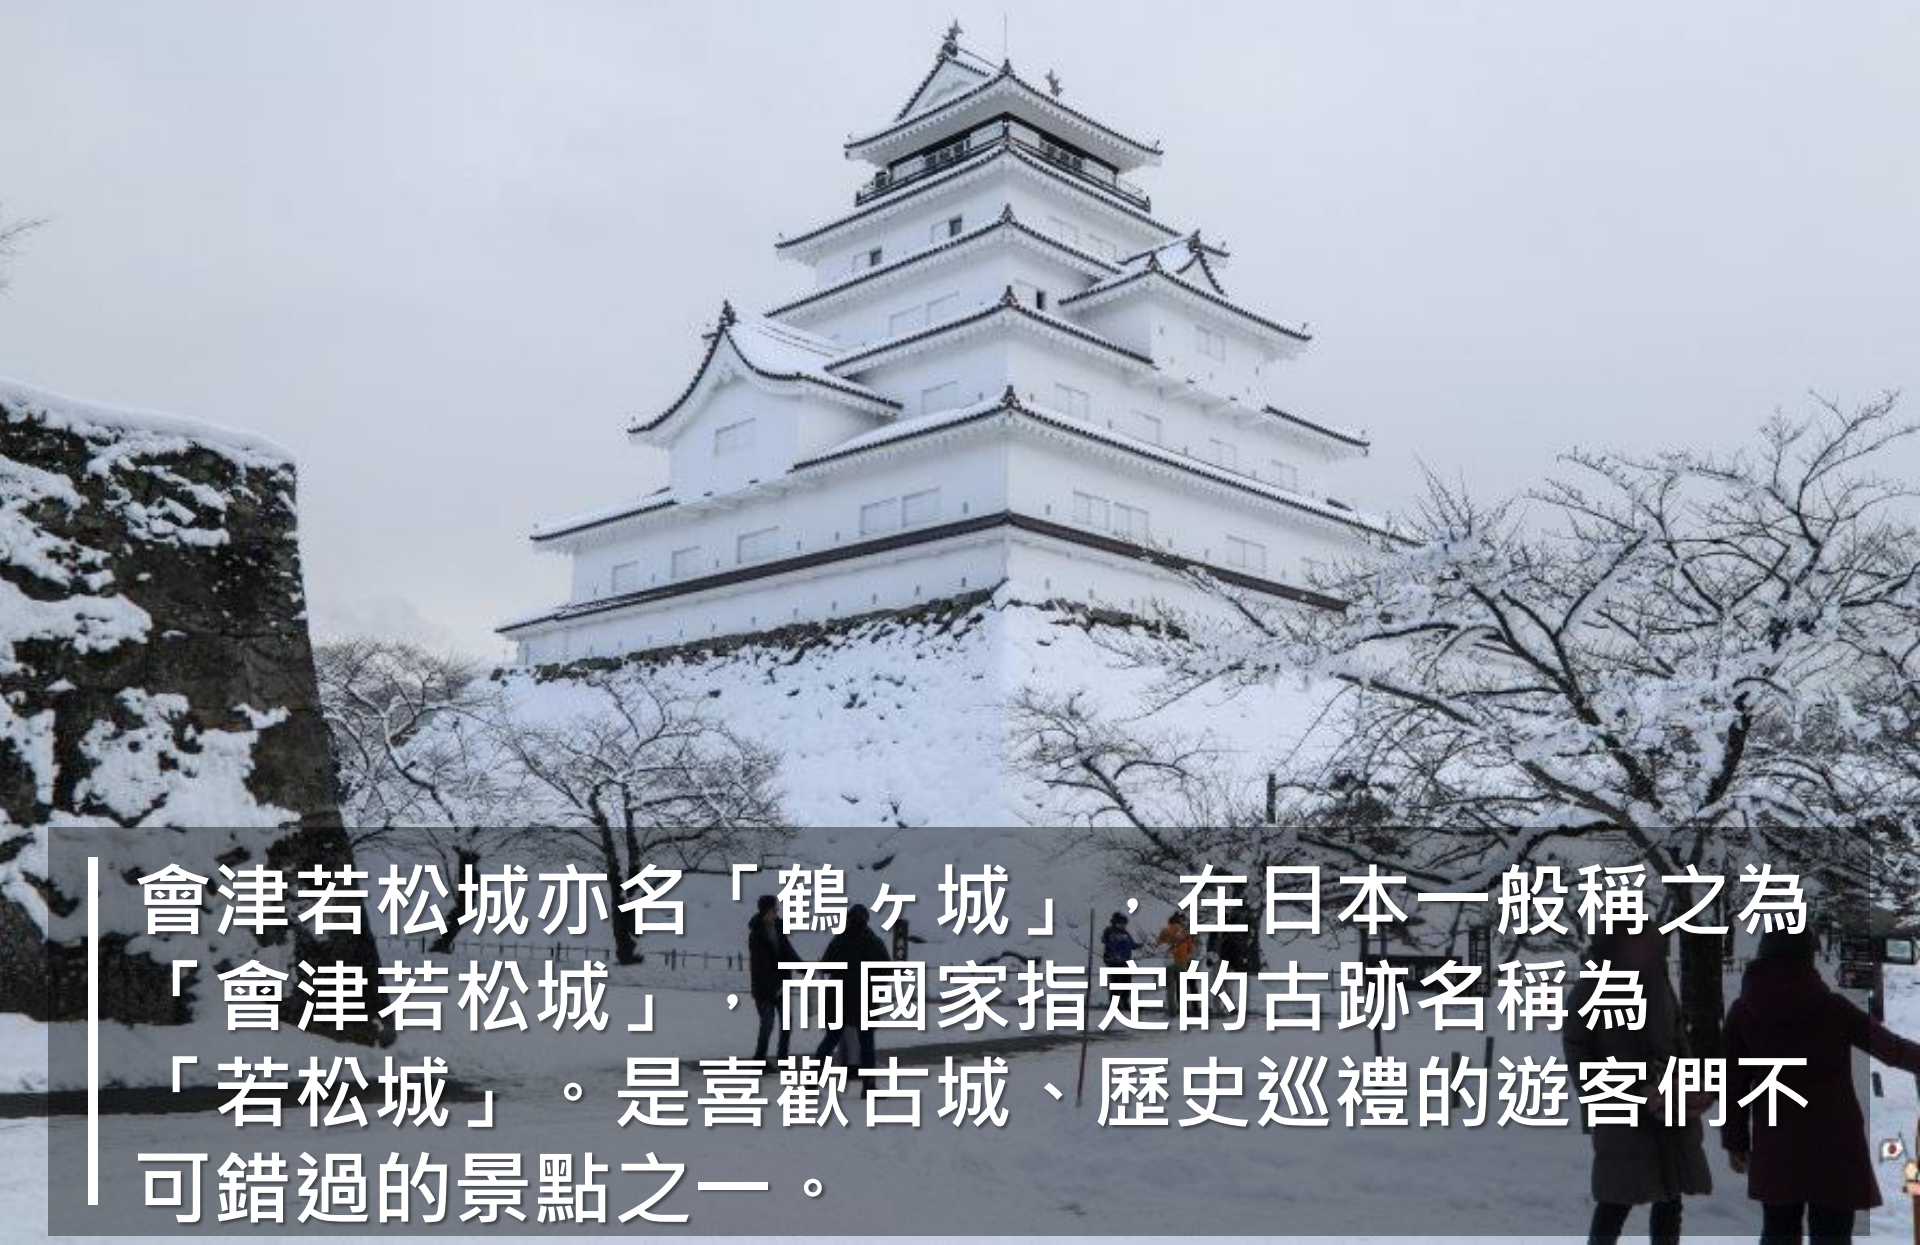 會津若松城亦名「鶴ヶ城」，在日本一般稱之為
「會津若松城」，而國家指定的古跡名稱為
「若松城」。是喜歡古城、歷史巡禮的遊客們不
可錯過的景點之一。